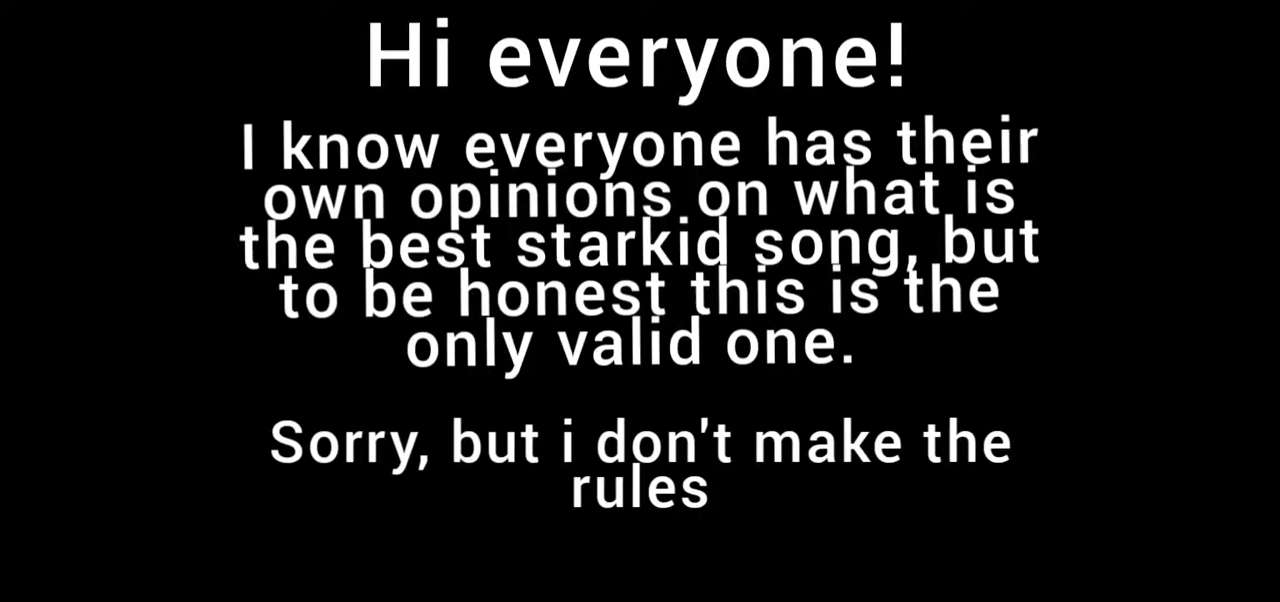 Hi everyone!
I know everyone has their
own opinions on what is
the best starkid song, but
to be honest this is the
only valid one.
Sorry, but i don't make the
rules